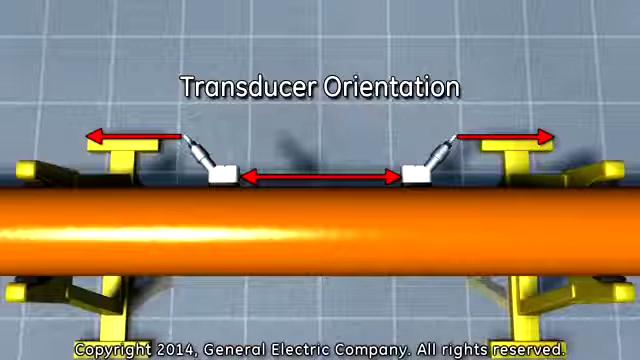 Transducer Orientation
Copyright 2014, General Electric Company. All rights reserved.